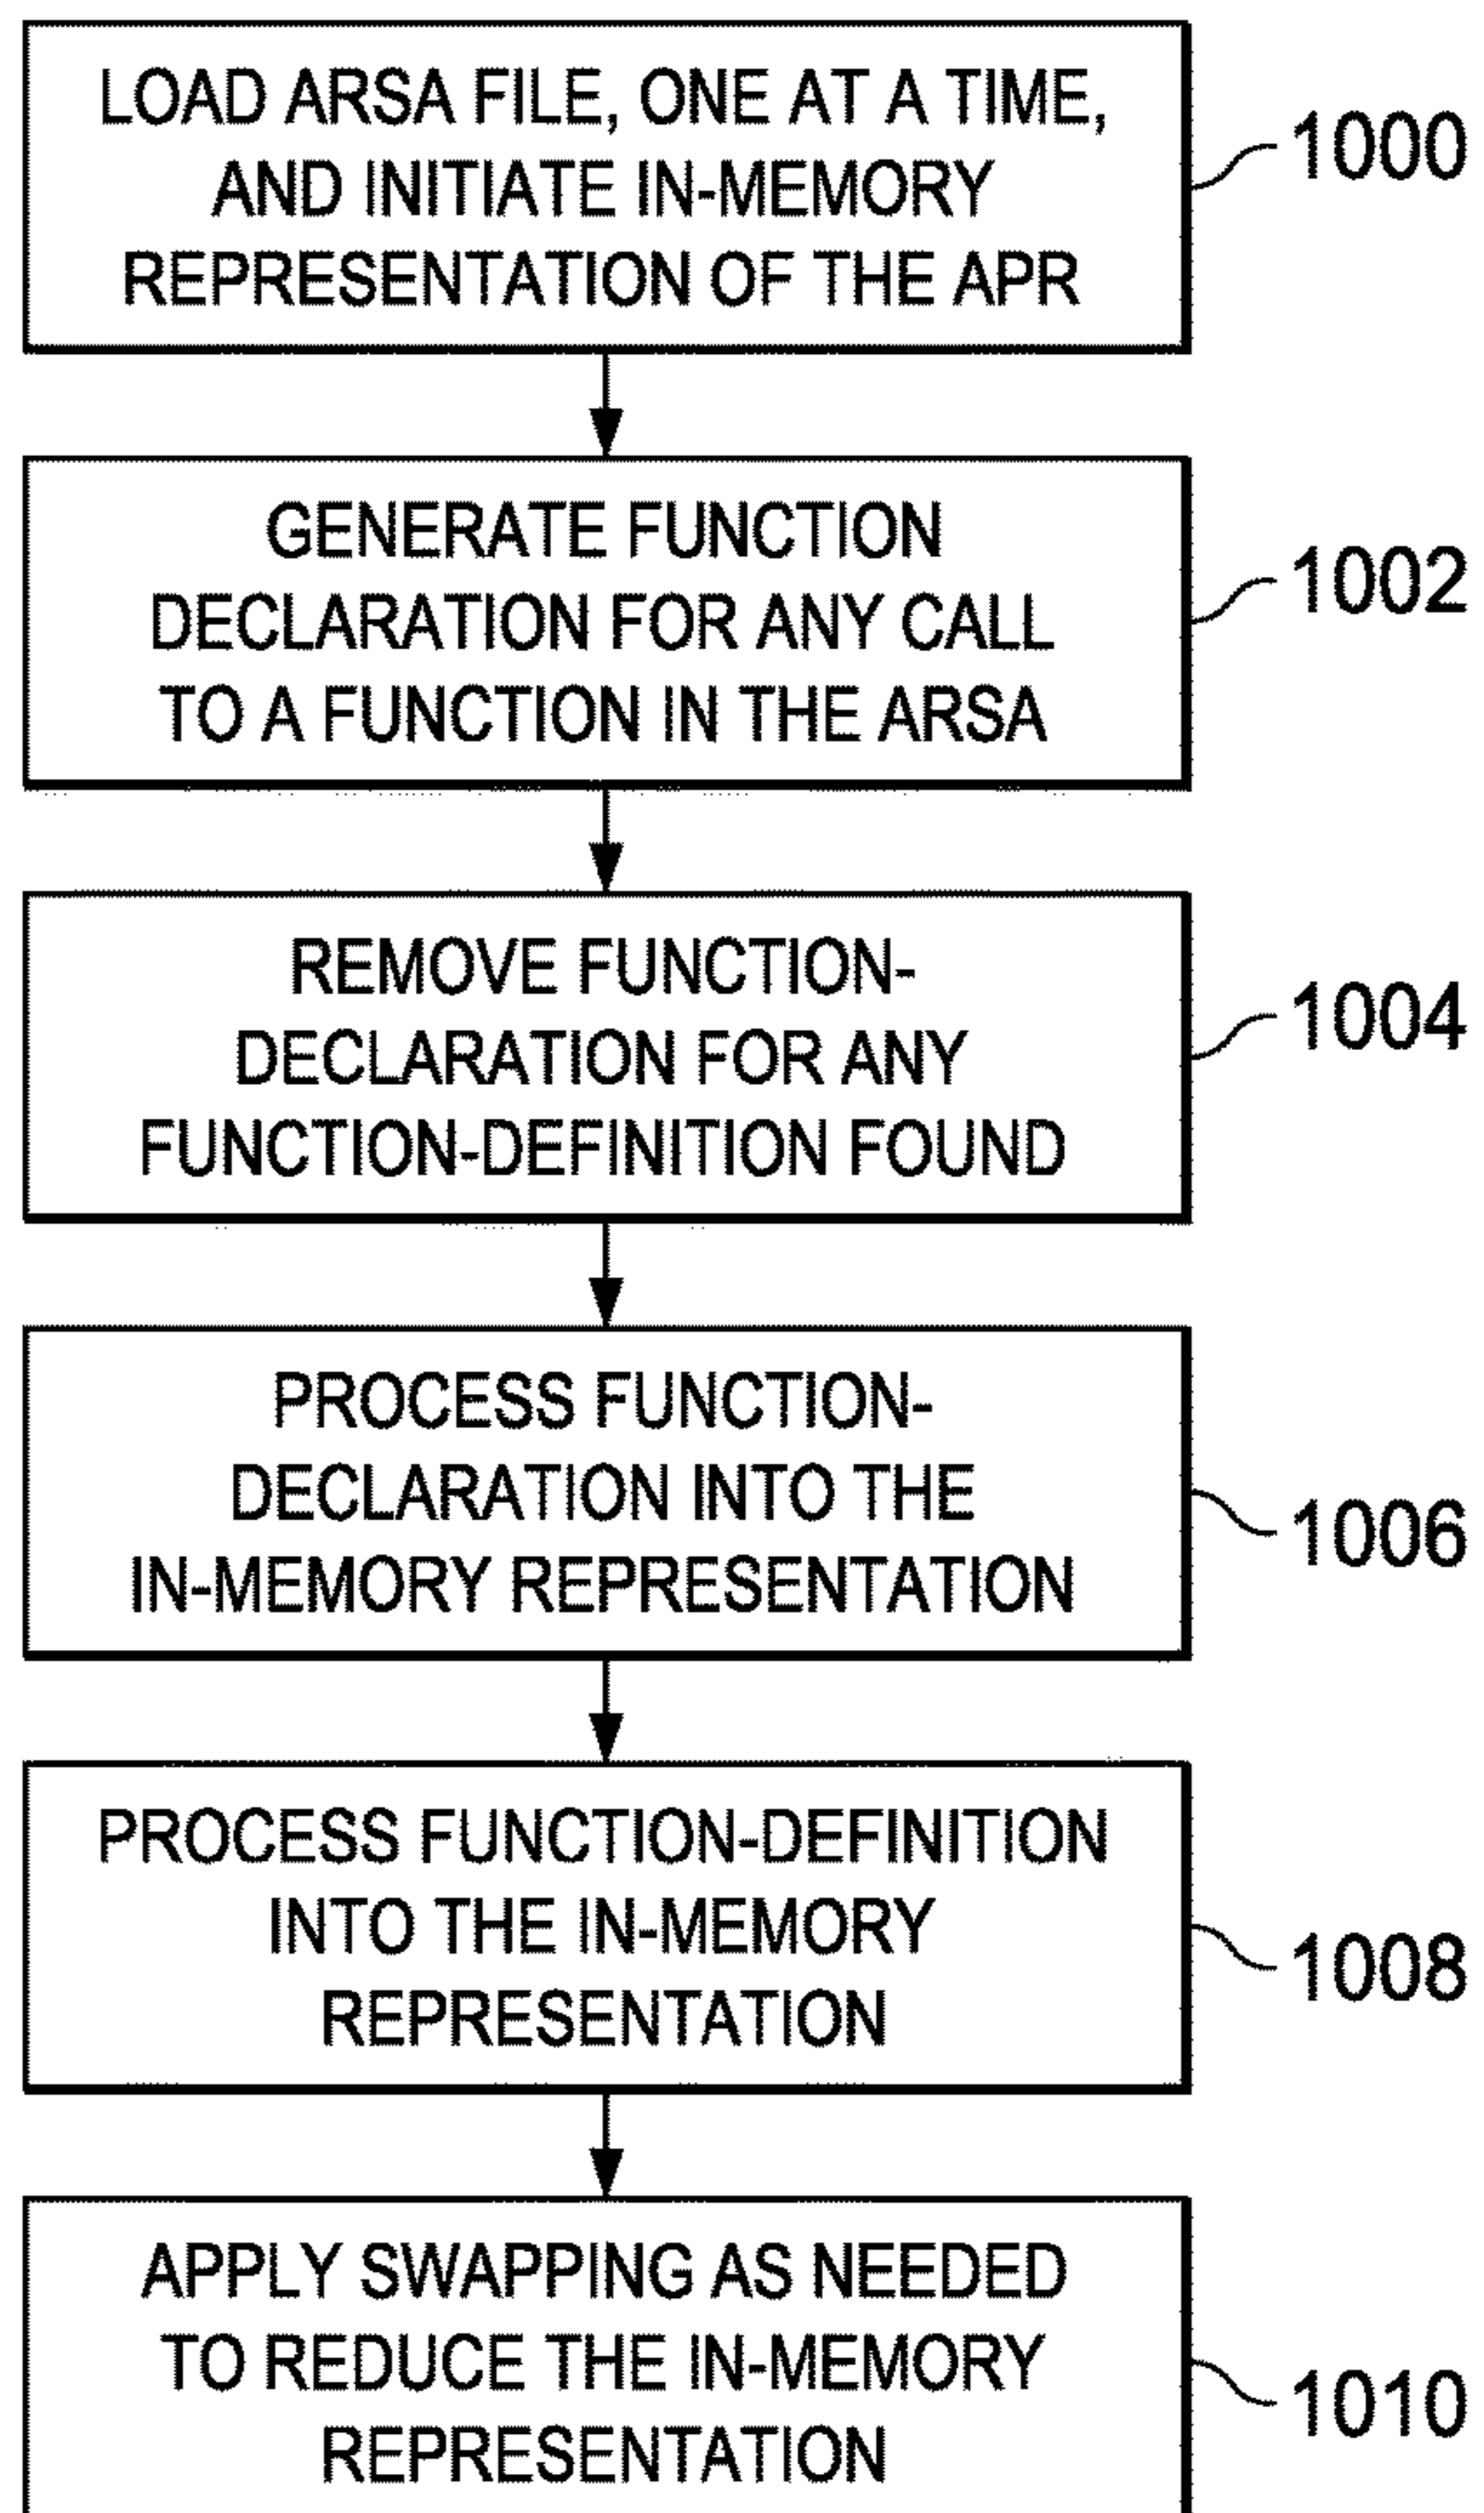 LOAD ARSA FILE, ONE AT A TIME,
AND INITIATE IN-MEMORY
REPRESENTATION OF THE APR
1000
GENERATE FUNCTION
DECLARATION FOR ANY CALL
TO A FUNCTION IN THE ARSA
1002
REMOVE FUNCTION-
DECLARATION FOR ANY
FUNCTION-DEFINITION FOUND
1004
PROCESS FUNCTION-
DECLARATION INTO THE
IN-MEMORY REPRESENTATION
1006
PROCESS FUNCTION-DEFINITION
INTO THE IN-MEMORY
REPRESENTATION
1008
APPLY SWAPPING AS NEEDED
TO REDUCE THE IN-MEMORY
REPRESENTATION
1010